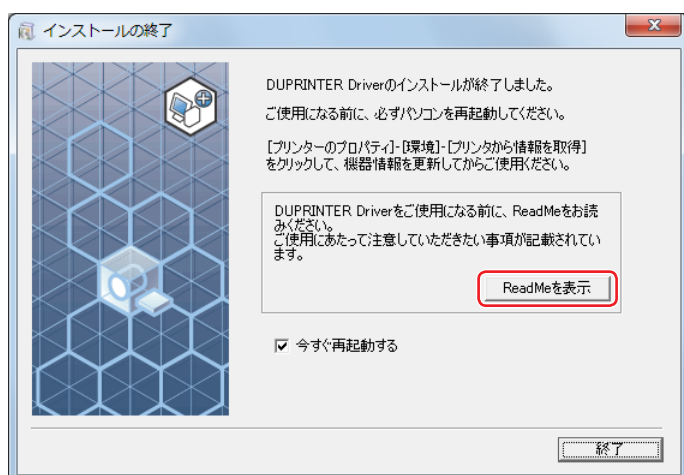 インストールの終了
DUPRINTER Driverのインストールが終了しました。
ご使用になる前に、必ずパソコンを再起動してください。
[プリンターのプロパティ]-[環境]-[プリンタから情報を取得]
をクリックして、機器情報を更新してからご使用ください。
DUPRINTER Driverをご使用になる前に、ReadMeをお読
みください。
ご使用にあたって注意していただきたい事項が記載されてい
ます。
ReadMeを表示
今すぐ再起動する
終了